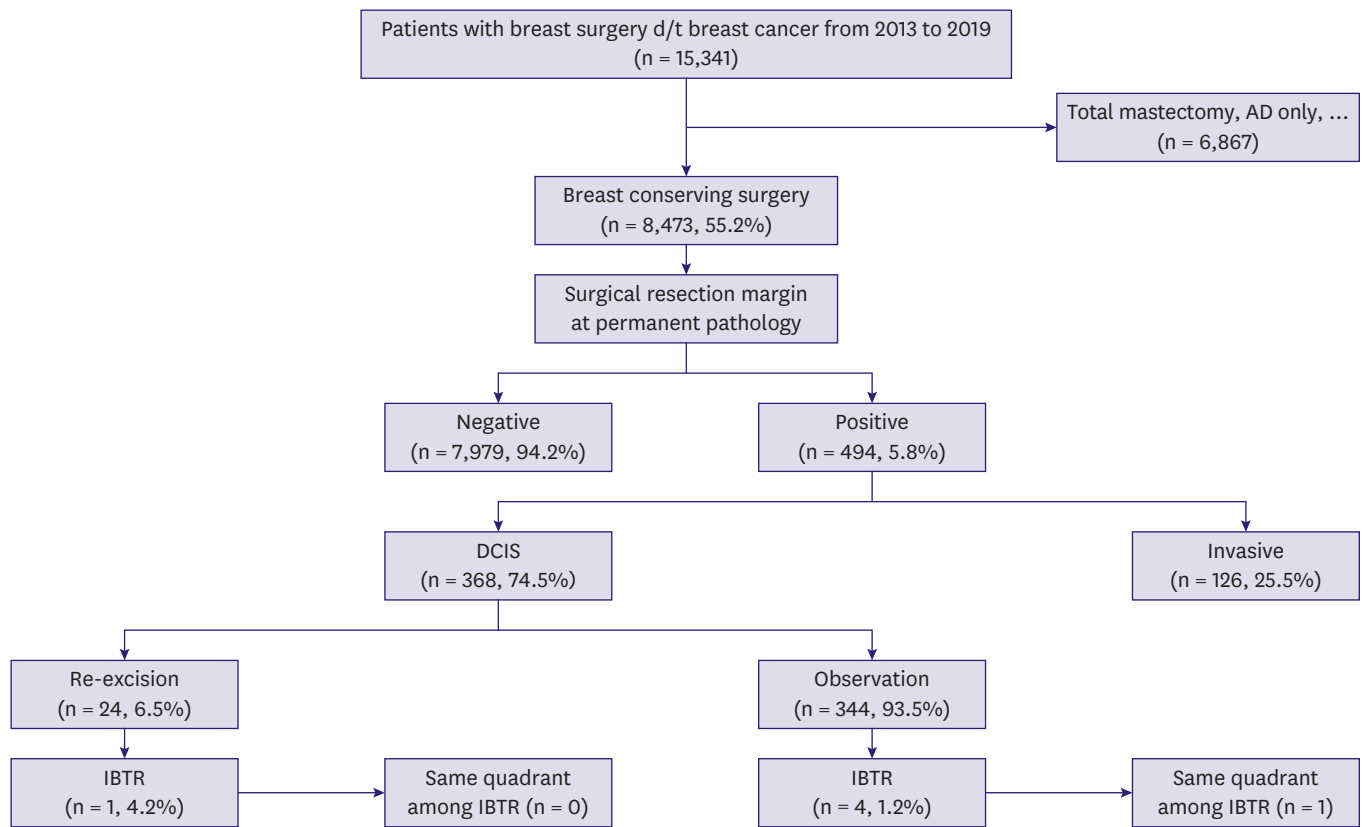 Patients with breast surgery d/t breast cancer from 2013 to 2019
(n = 15,341)
Total mastectomy, AD only, ...
(n = 6,867)
Breast conserving surgery
(n = 8,473, 55.2%)
Surgical resection margin
at permanent pathology
Negative
(n = 7,979, 94.2%)
Positive
(n = 494, 5.8%)
DCIS
(n = 368, 74.5%)
Invasive
(n = 126, 25.5%)
Re-excision
(n = 24, 6.5%)
Observation
(n = 344, 93.5%)
IBTR
(n = 1, 4.2%)
Same quadrant
among IBTR (n = 0)
IBTR
(n = 4, 1.2%)
Same quadrant
among IBTR (n = 1)